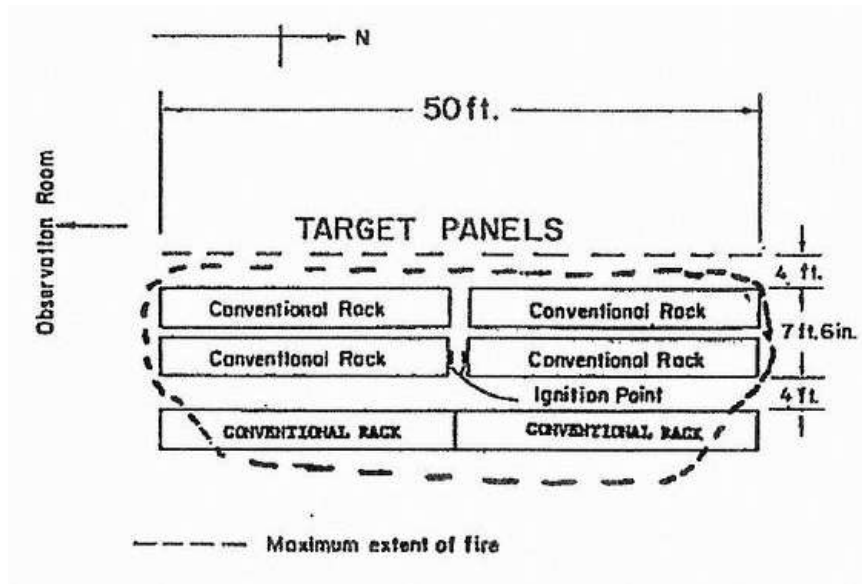 N
50 ft.
Observation Room
TARGET PANELS
4 ft.
Conventional Rack Conventional Rack
7 ft. 6 in.
Conventional Rack Conventional Rack
Ignition Point
4 ft.
CONVENTIONAL RACK CONVENTIONAL RACK
Maximum extent of fire